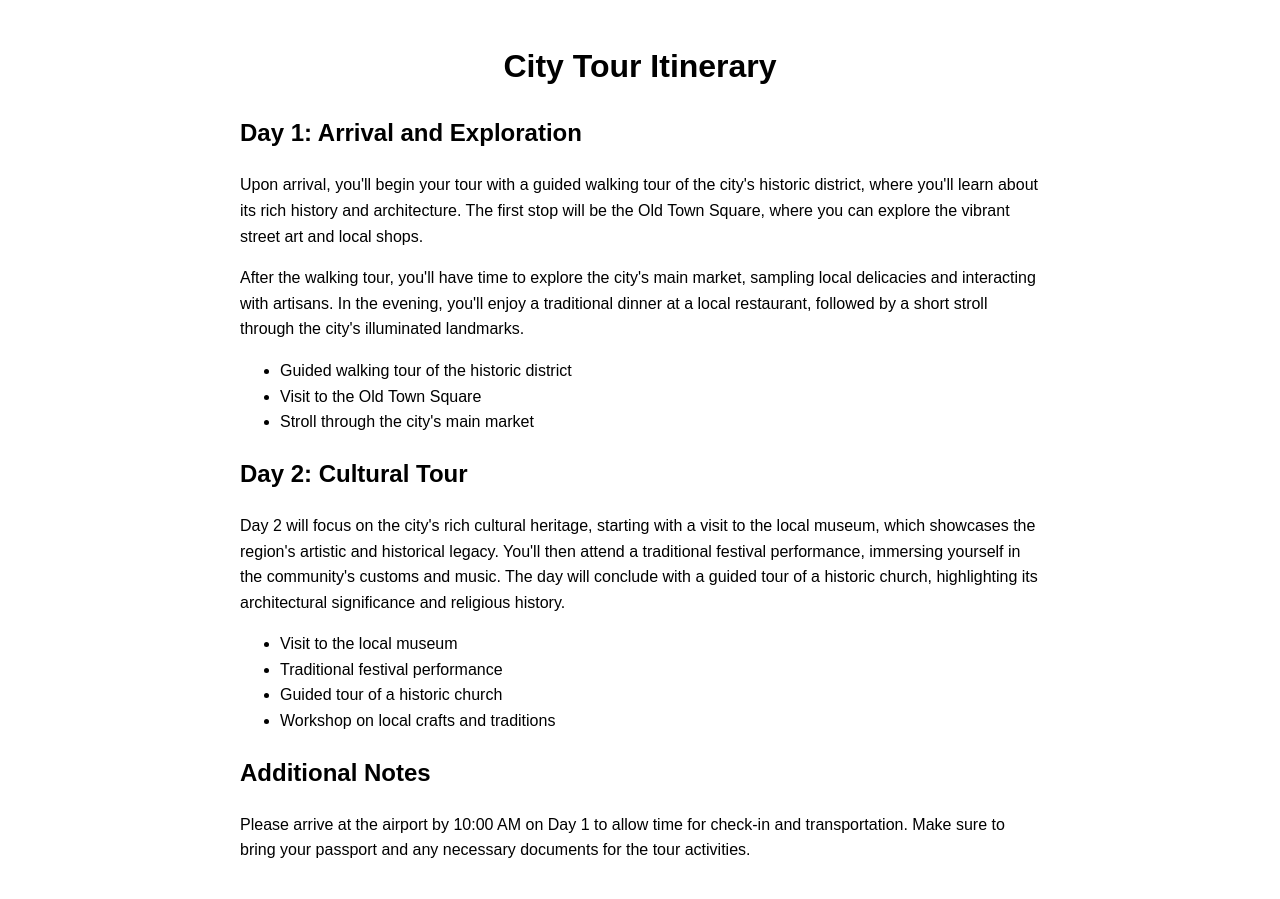 City Tour Itinerary
Day 1: Arrival and Exploration
Upon arrival, you'll begin your tour with a guided walking tour of the city's historic district, where you'll learn about
its rich history and architecture. The first stop will be the Old Town Square, where you can explore the vibrant
street art and local shops.
After the walking tour, you'll have time to explore the city's main market, sampling local delicacies and interacting
with artisans. In the evening, you'll enjoy a traditional dinner at a local restaurant, followed by a short stroll
through the city's illuminated landmarks.
• Guided walking tour of the historic district
• Visit to the Old Town Square
• Stroll through the city's main market
Day 2: Cultural Tour
Day 2 will focus on the city's rich cultural heritage, starting with a visit to the local museum, which showcases the
region's artistic and historical legacy. You'll then attend a traditional festival performance, immersing yourself in
the community's customs and music. The day will conclude with a guided tour of a historic church, highlighting its
architectural significance and religious history.
• Visit to the local museum
• Traditional festival performance
• Guided tour of a historic church
• Workshop on local crafts and traditions
Additional Notes
Please arrive at the airport by 10:00 AM on Day 1 to allow time for check-in and transportation. Make sure to
bring your passport and any necessary documents for the tour activities.